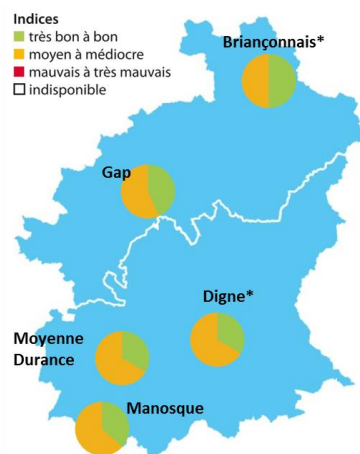 Indices
très bon à bon
moyen à médiocre
mauvais à très mauvais
indisponible
Briançonnais*
Gap
Digne*
Moyenne
Durance
Manosque